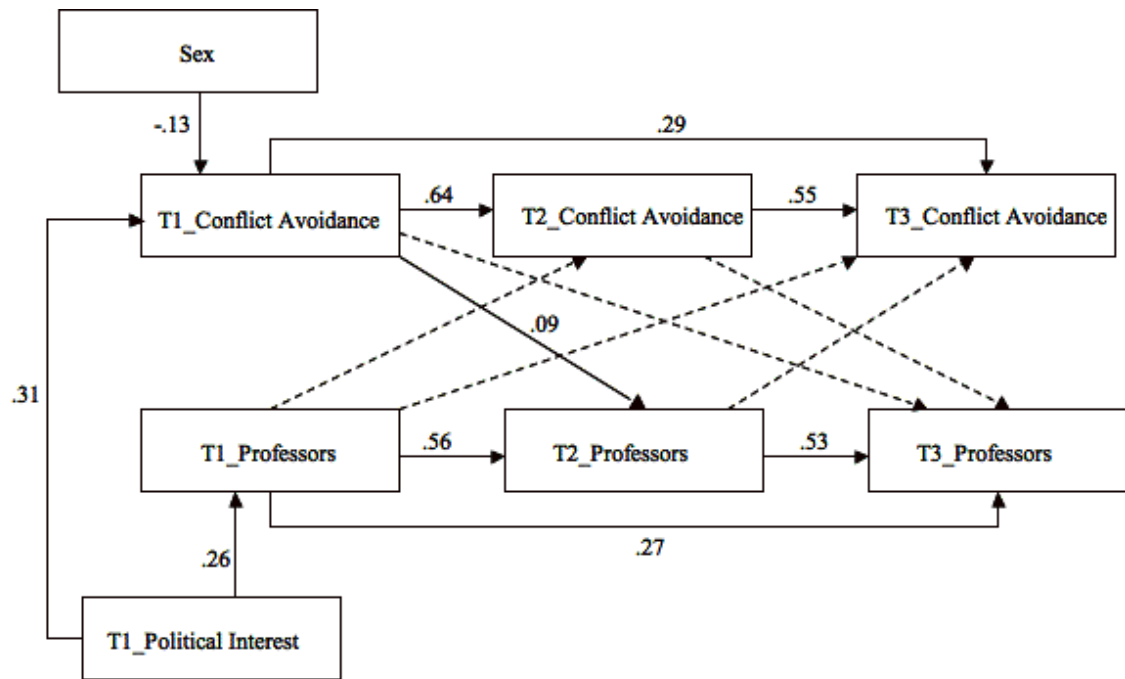 Sex
-.13
.29
T1_Conflict Avoidance
.64
T2_Conflict Avoidance
.55
T3_Conflict Avoidance
.09
.31
T1_Professors
.56
T2_Professors
.53
T3_Professors
.26
.27
T1_Political Interest